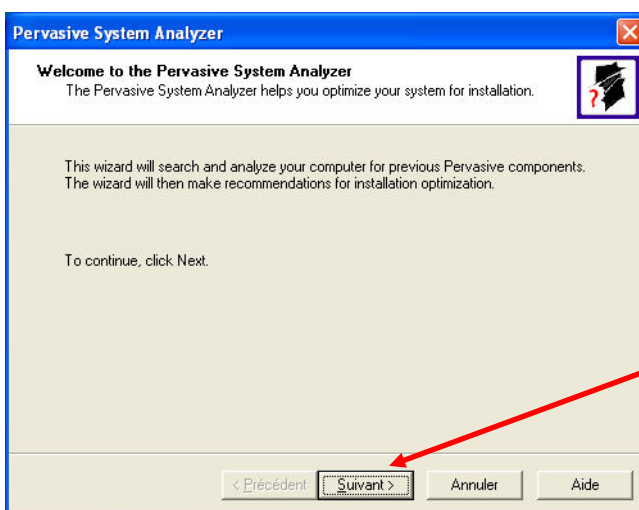 Pervasive System Analyzer
Welcome to the Pervasive System Analyzer
The Pervasive System Analyzer helps you optimize your system for installation.
?
This wizard will search and analyze your computer for previous Pervasive components.
The wizard will then make recommendations for installation optimization.
To continue, click Next.
< Précédent Suivant > Annuler Aide